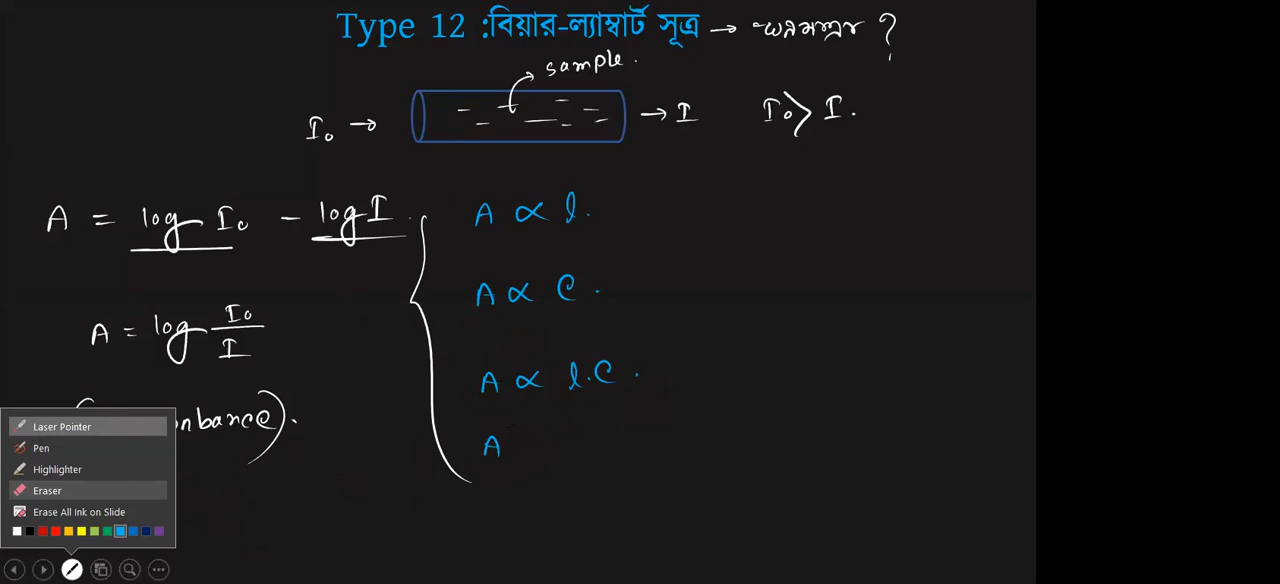 Type 12 :বিয়ার-ল্যাম্বার্ট সূত্র →
?
sample.
I₀ →
→ I
I₀ > I.
A = log I₀ - log I
A = log I₀/I
A ∝ l.
A ∝ C.
A ∝ l.C.
A
Laser Pointer
Pen
Highlighter
Eraser
Erase All Ink on Slide